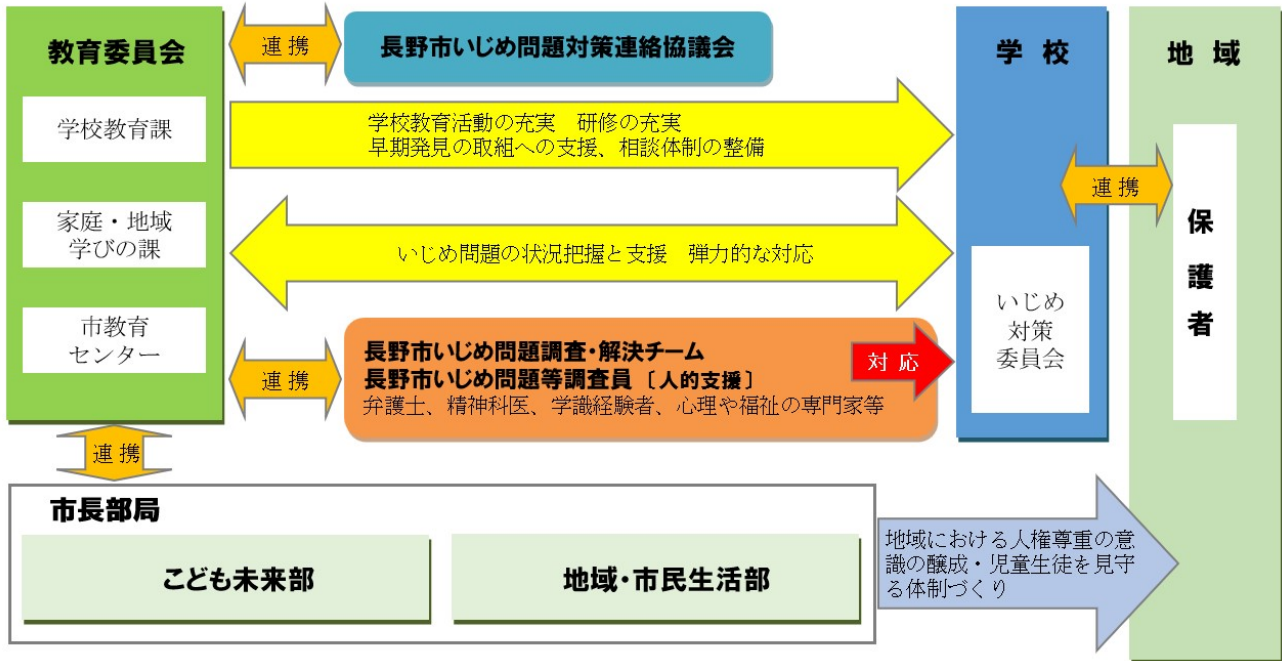 教育委員会
学校教育課
家庭・地域
学びの課
市教育
センター
連携
長野市いじめ問題対策連絡協議会
学校教育活動の充実　研修の充実
早期発見の取組への支援、相談体制の整備
いじめ問題の状況把握と支援　弾力的な対応
連携
長野市いじめ問題調査・解決チーム
長野市いじめ問題等調査員〔人的支援〕
弁護士、精神科医、学識経験者、心理や福祉の専門家等
対応
学校
いじめ
対策
委員会
連携
地域
保護者
連携
市長部局
こども未来部
地域・市民生活部
地域における人権尊重の意
識の醸成・児童生徒を見守
る体制づくり